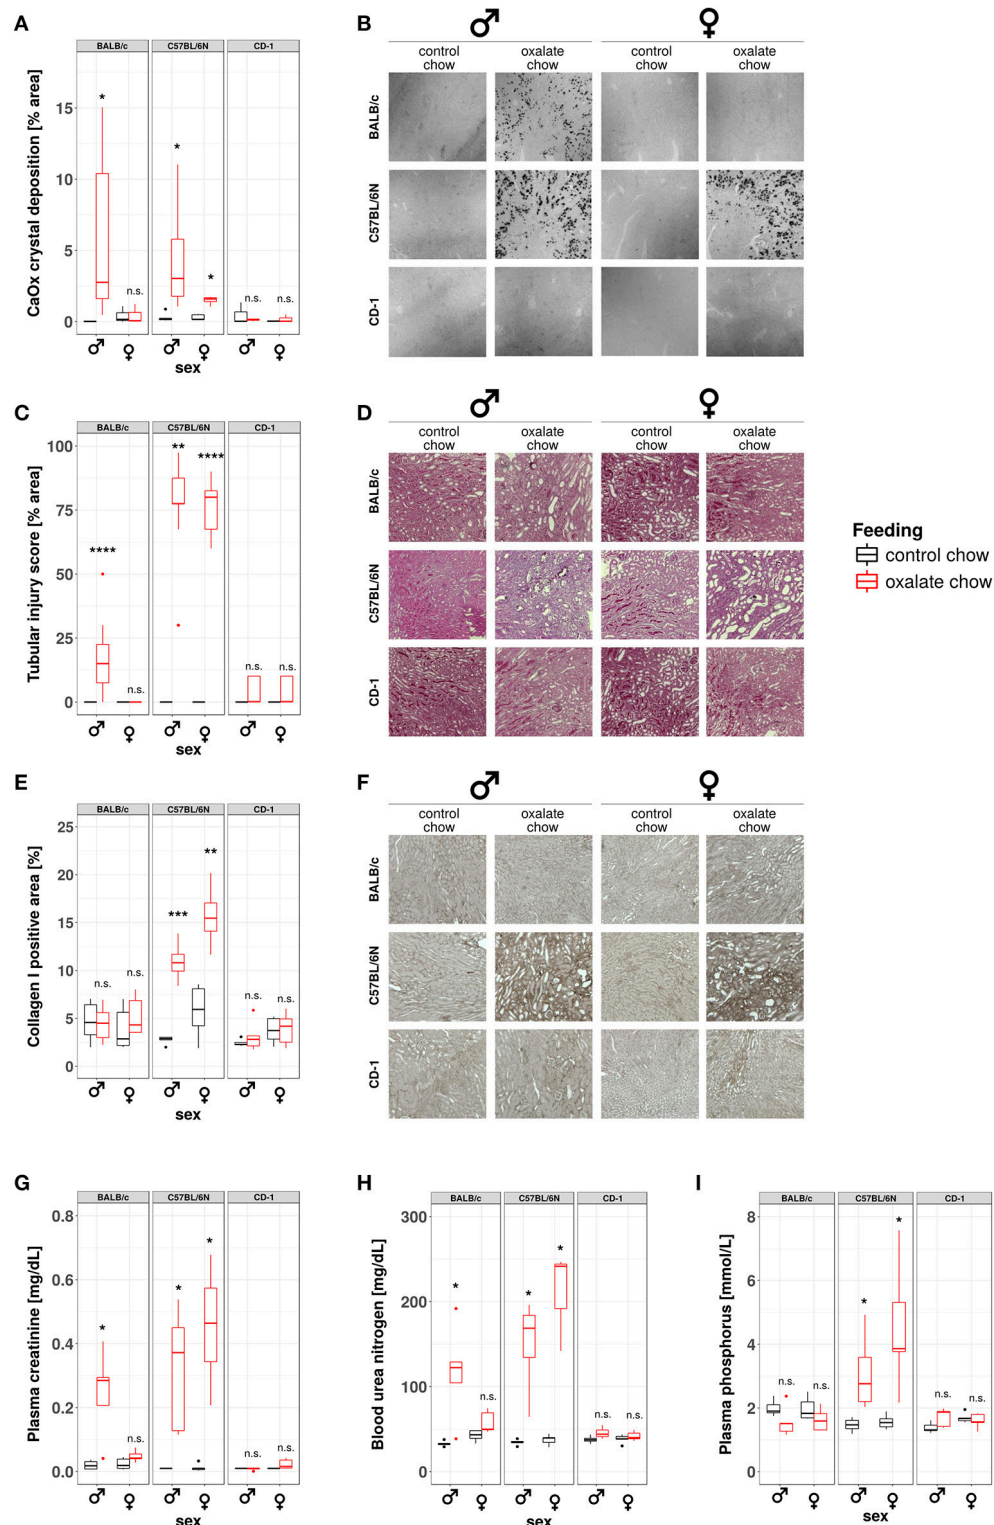 A
BALB/c C57BL/6N CD-1
CaOx crystal deposition [% area]
15
10
5
0
* n.s. * * n.s. n.s.
♂ ♀ ♂ ♀ ♂ ♀
sex
B
♂ ♀
control chow oxalate chow control chow oxalate chow
BALB/c
C57BL/6N
CD-1
C
BALB/c C57BL/6N CD-1
Tubular injury score [% area]
100
75
50
25
0
**** n.s. ** **** n.s. n.s.
♂ ♀ ♂ ♀ ♂ ♀
sex
D
♂ ♀
control chow oxalate chow control chow oxalate chow
BALB/c
C57BL/6N
CD-1
Feeding
control chow
oxalate chow
E
BALB/c C57BL/6N CD-1
Collagen I positive area [%]
25
20
15
10
5
0
n.s. n.s. *** ** n.s. n.s.
♂ ♀ ♂ ♀ ♂ ♀
sex
F
♂ ♀
control chow oxalate chow control chow oxalate chow
BALB/c
C57BL/6N
CD-1
G
BALB/c C57BL/6N CD-1
Plasma creatinine [mg/dL]
0.8
0.6
0.4
0.2
0.0
* n.s. * * n.s. n.s.
♂ ♀ ♂ ♀ ♂ ♀
sex
H
BALB/c C57BL/6N CD-1
Blood urea nitrogen [mg/dL]
300
200
100
0
* n.s. * * n.s. n.s.
♂ ♀ ♂ ♀ ♂ ♀
sex
I
BALB/c C57BL/6N CD-1
Plasma phosphorus [mmol/L]
8
6
4
2
0
n.s. n.s. * * n.s. n.s.
♂ ♀ ♂ ♀ ♂ ♀
sex